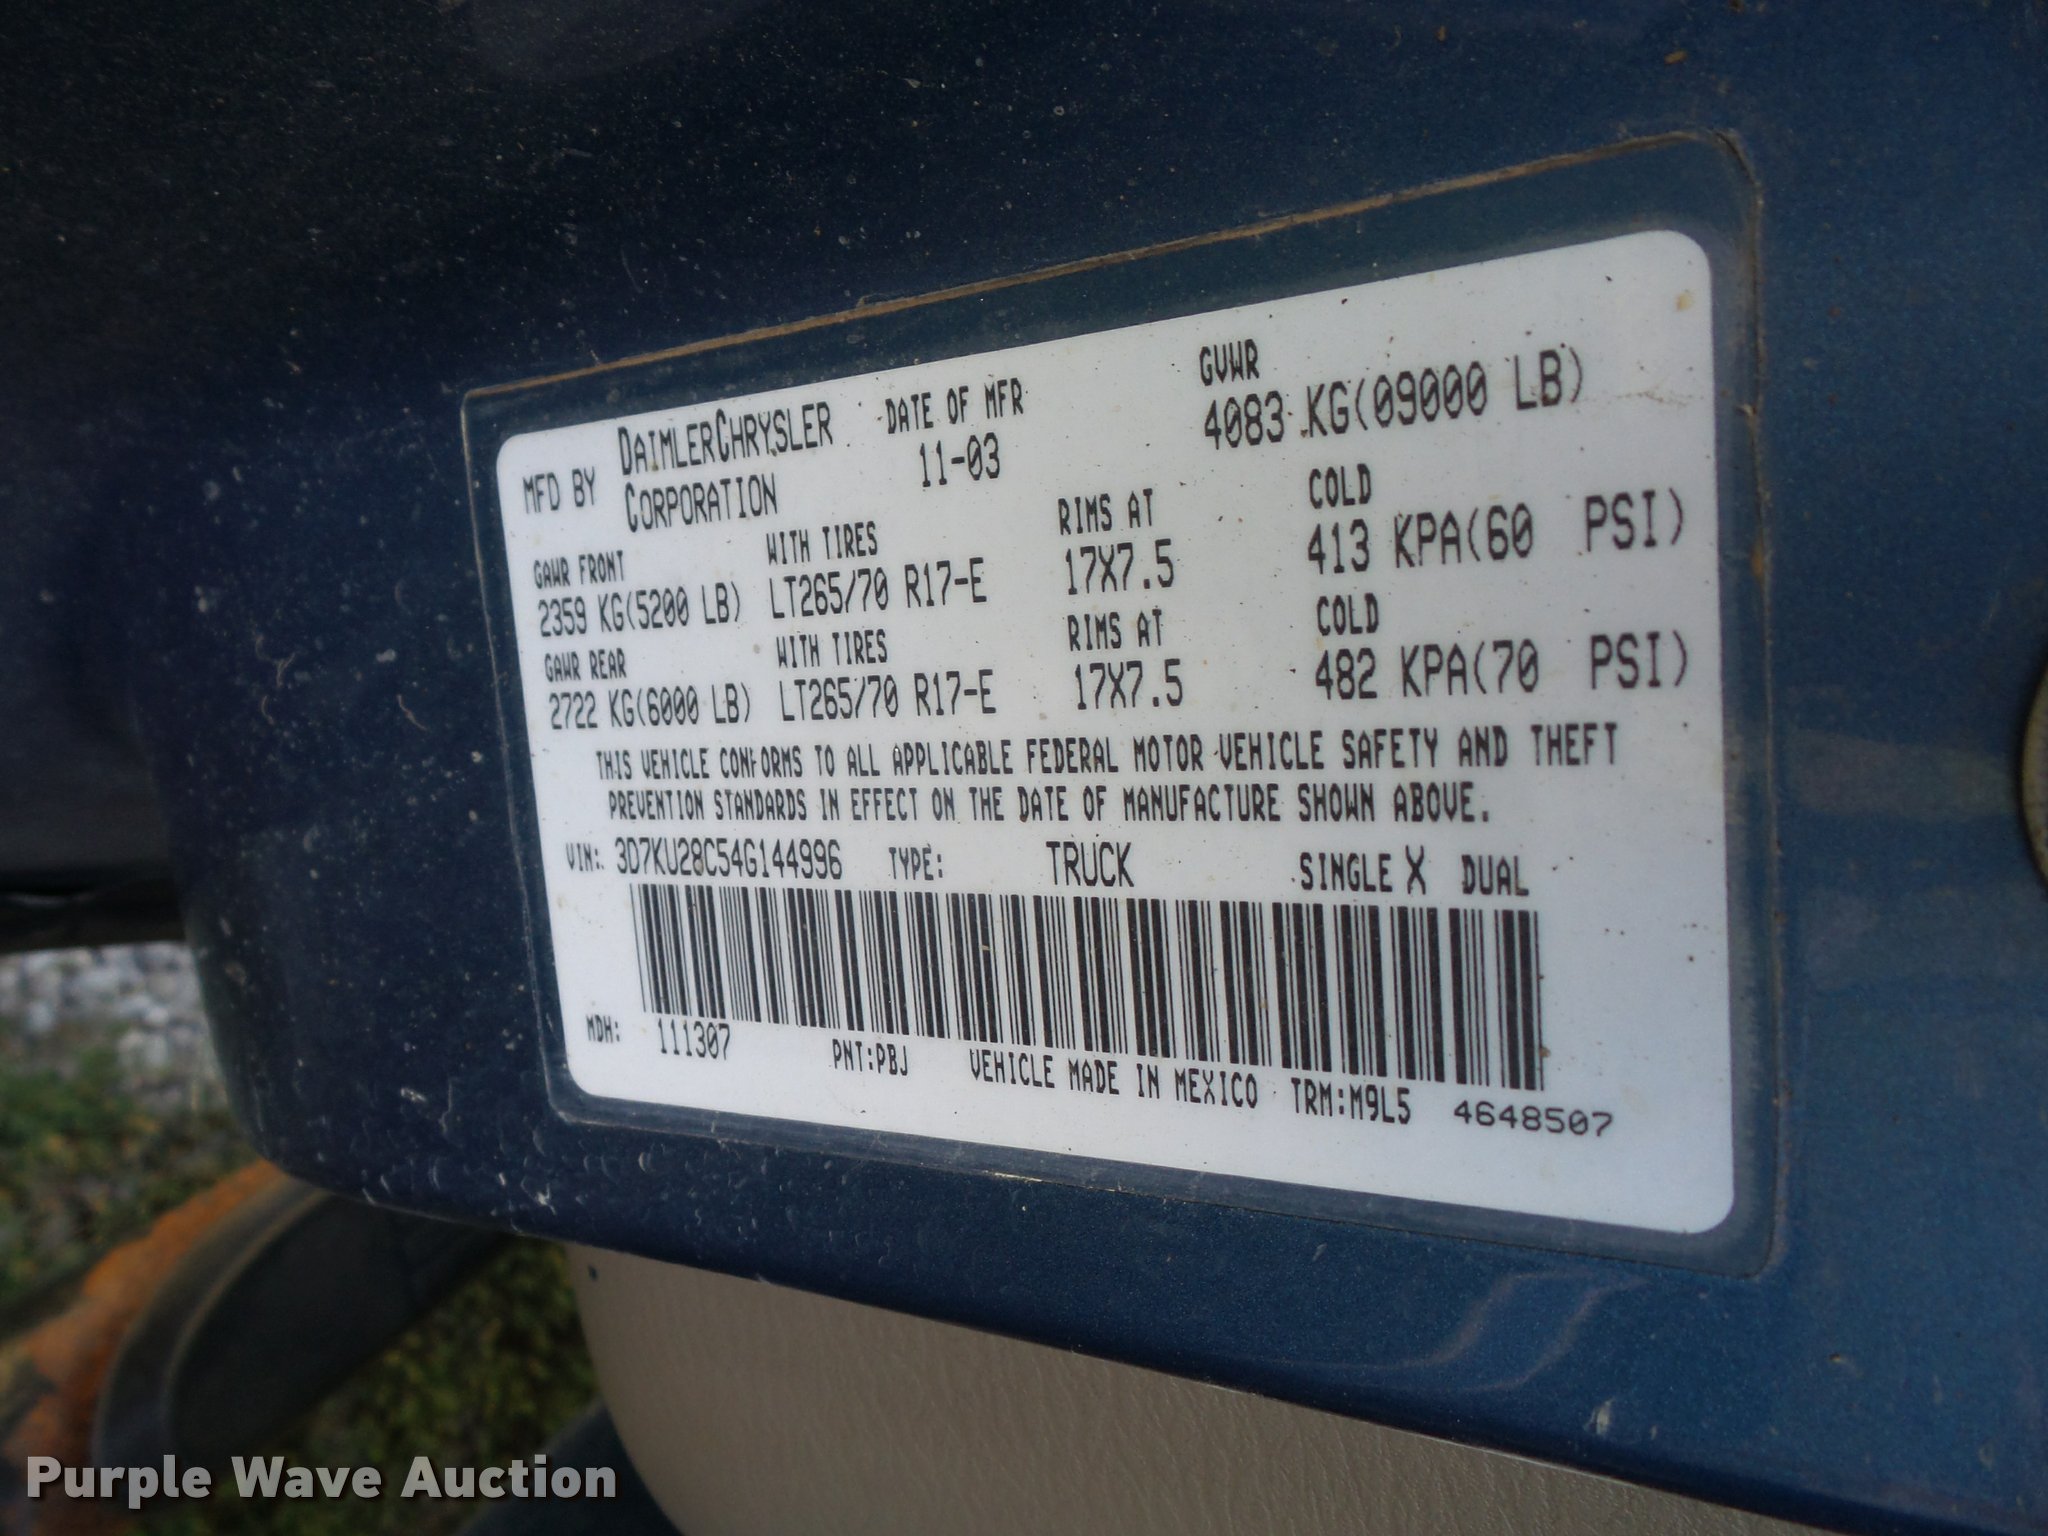 MFD BY DAIMLERCHRYSLER CORPORATION
DATE OF MFR
11-03
GVWR
4083 KG(09000 LB)
GAWR FRONT WITH TIRES RIMS AT COLD
2359 KG(5200 LB) LT265/70 R17-E 17X7.5 413 KPA(60 PSI)
GAWR REAR WITH TIRES RIMS AT COLD
2722 KG(6000 LB) LT265/70 R17-E 17X7.5 482 KPA(70 PSI)
THIS VEHICLE CONFORMS TO ALL APPLICABLE FEDERAL MOTOR VEHICLE SAFETY AND THEFT
PREVENTION STANDARDS IN EFFECT ON THE DATE OF MANUFACTURE SHOWN ABOVE.
VIN: 3D7KU28C54G144996 TYPE: TRUCK SINGLE X DUAL
MDH: 111307 PNT:PBJ VEHICLE MADE IN MEXICO TRM:M9L5 4648507
Purple Wave Auction